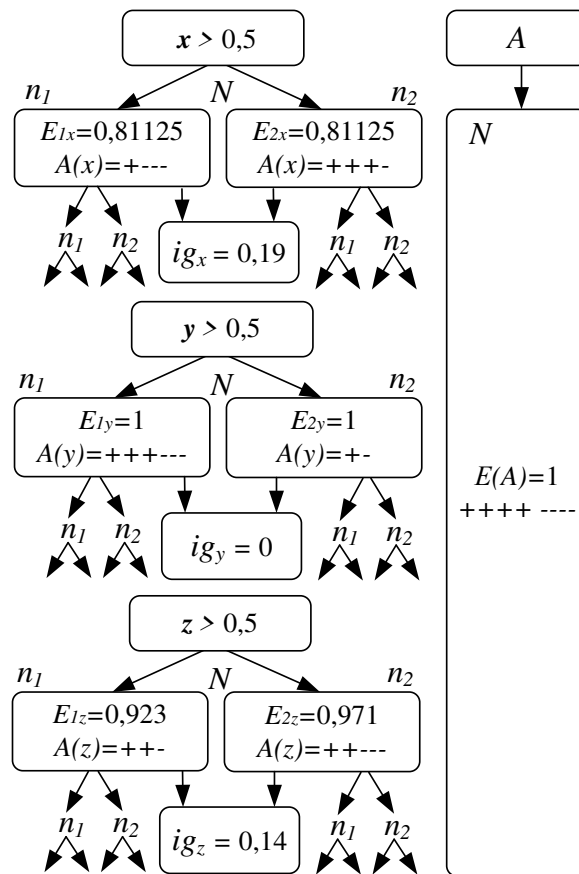 x > 0,5
n1 N n2
E1x=0,81125
A(x)=+---
E2x=0,81125
A(x)=+++-
n1 n2
igx = 0,19
n1 n2
y > 0,5
n1 N n2
E1y=1
A(y)=+++---
E2y=1
A(y)=+-
n1 n2
igy = 0
n1 n2
z > 0,5
n1 N n2
E1z=0,923
A(z)=++-
E2z=0,971
A(z)=++---
n1 n2
igz = 0,14
n1 n2
A
N
E(A)=1
++++ ----